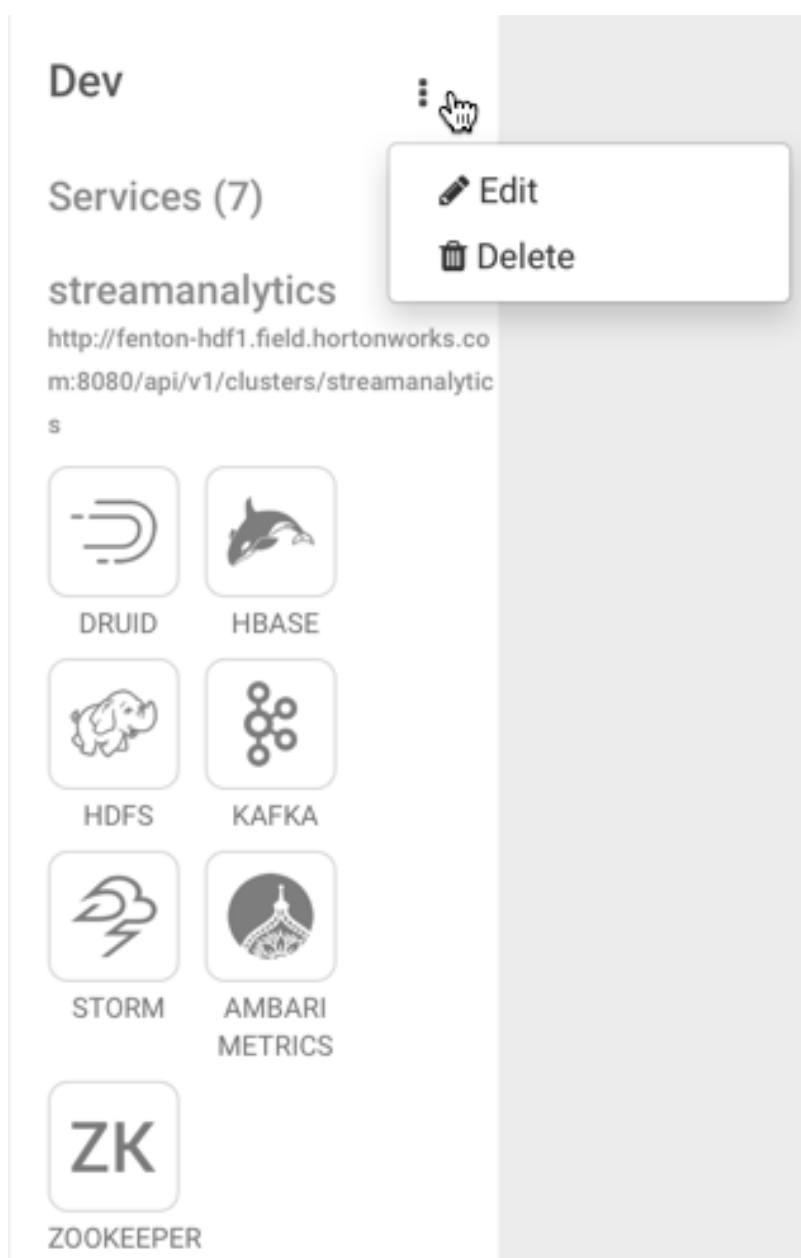 Dev
Edit
Delete
Services (7)
streamanalytics
http://fenton-hdf1.field.hortonworks.co
m:8080/api/v1/clusters/streamanalytic
s
DRUID
HBASE
HDFS
KAFKA
STORM
AMBARI
METRICS
ZK
ZOOKEEPER